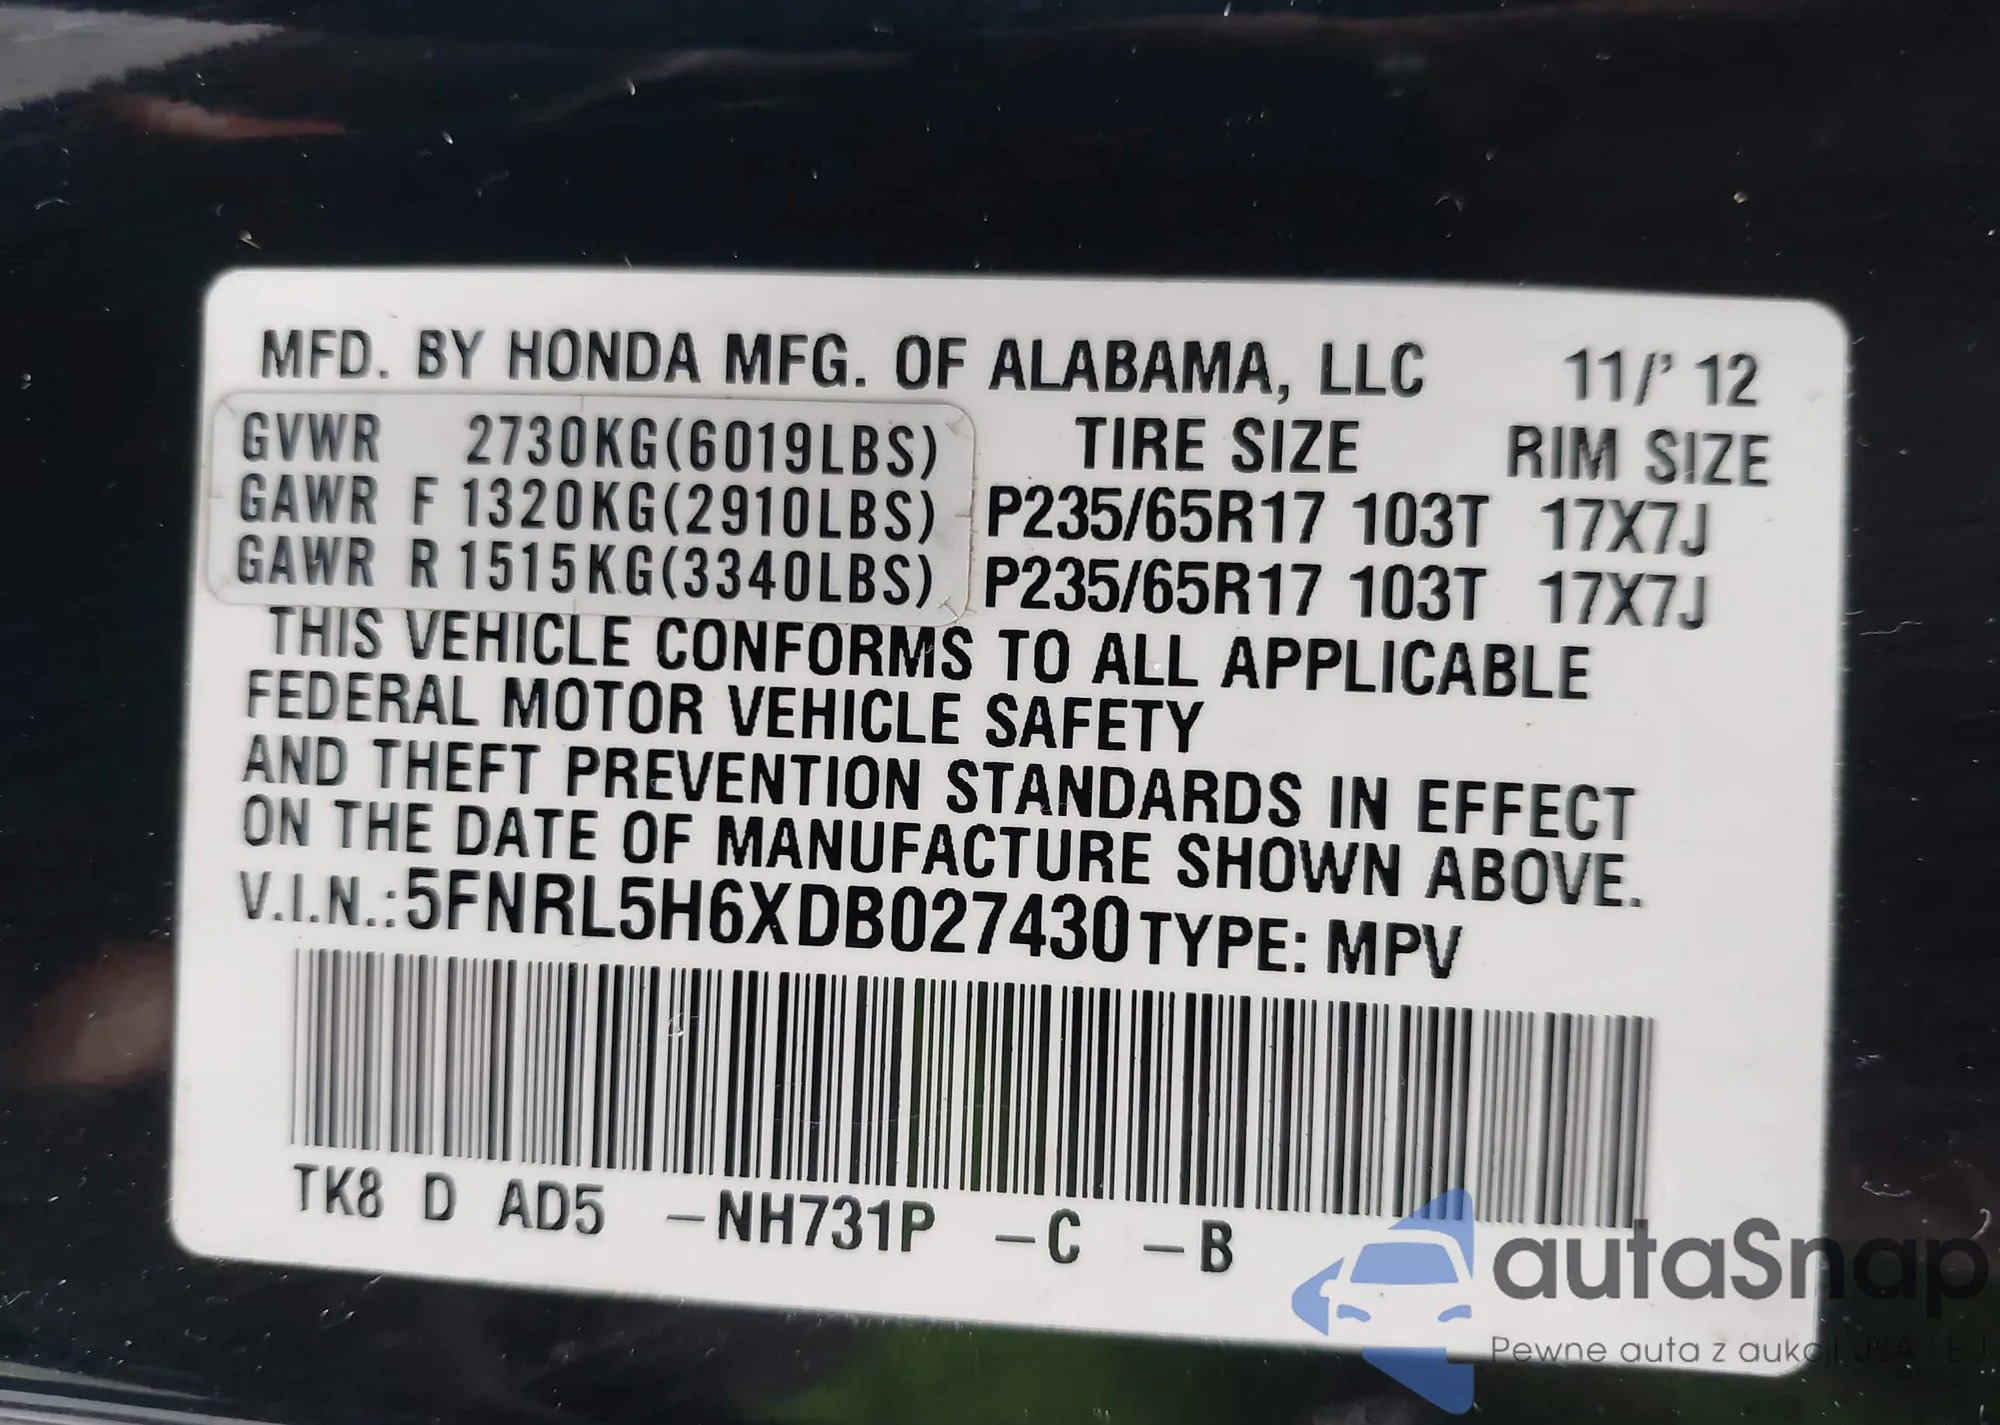 MFD. BY HONDA MFG. OF ALABAMA, LLC 11/'12
GVWR 2730KG(6019LBS) TIRE SIZE RIM SIZE
GAWR F 1320KG(2910LBS) P235/65R17 103T 17X7J
GAWR R 1515KG(3340LBS) P235/65R17 103T 17X7J
THIS VEHICLE CONFORMS TO ALL APPLICABLE
FEDERAL MOTOR VEHICLE SAFETY
AND THEFT PREVENTION STANDARDS IN EFFECT
ON THE DATE OF MANUFACTURE SHOWN ABOVE.
V.I.N.:5FNRL5H6XDB027430 TYPE: MPV
TK8 D AD5 –NH731P –C –B
autaSnap
Pewne auta z aukcji USA EU